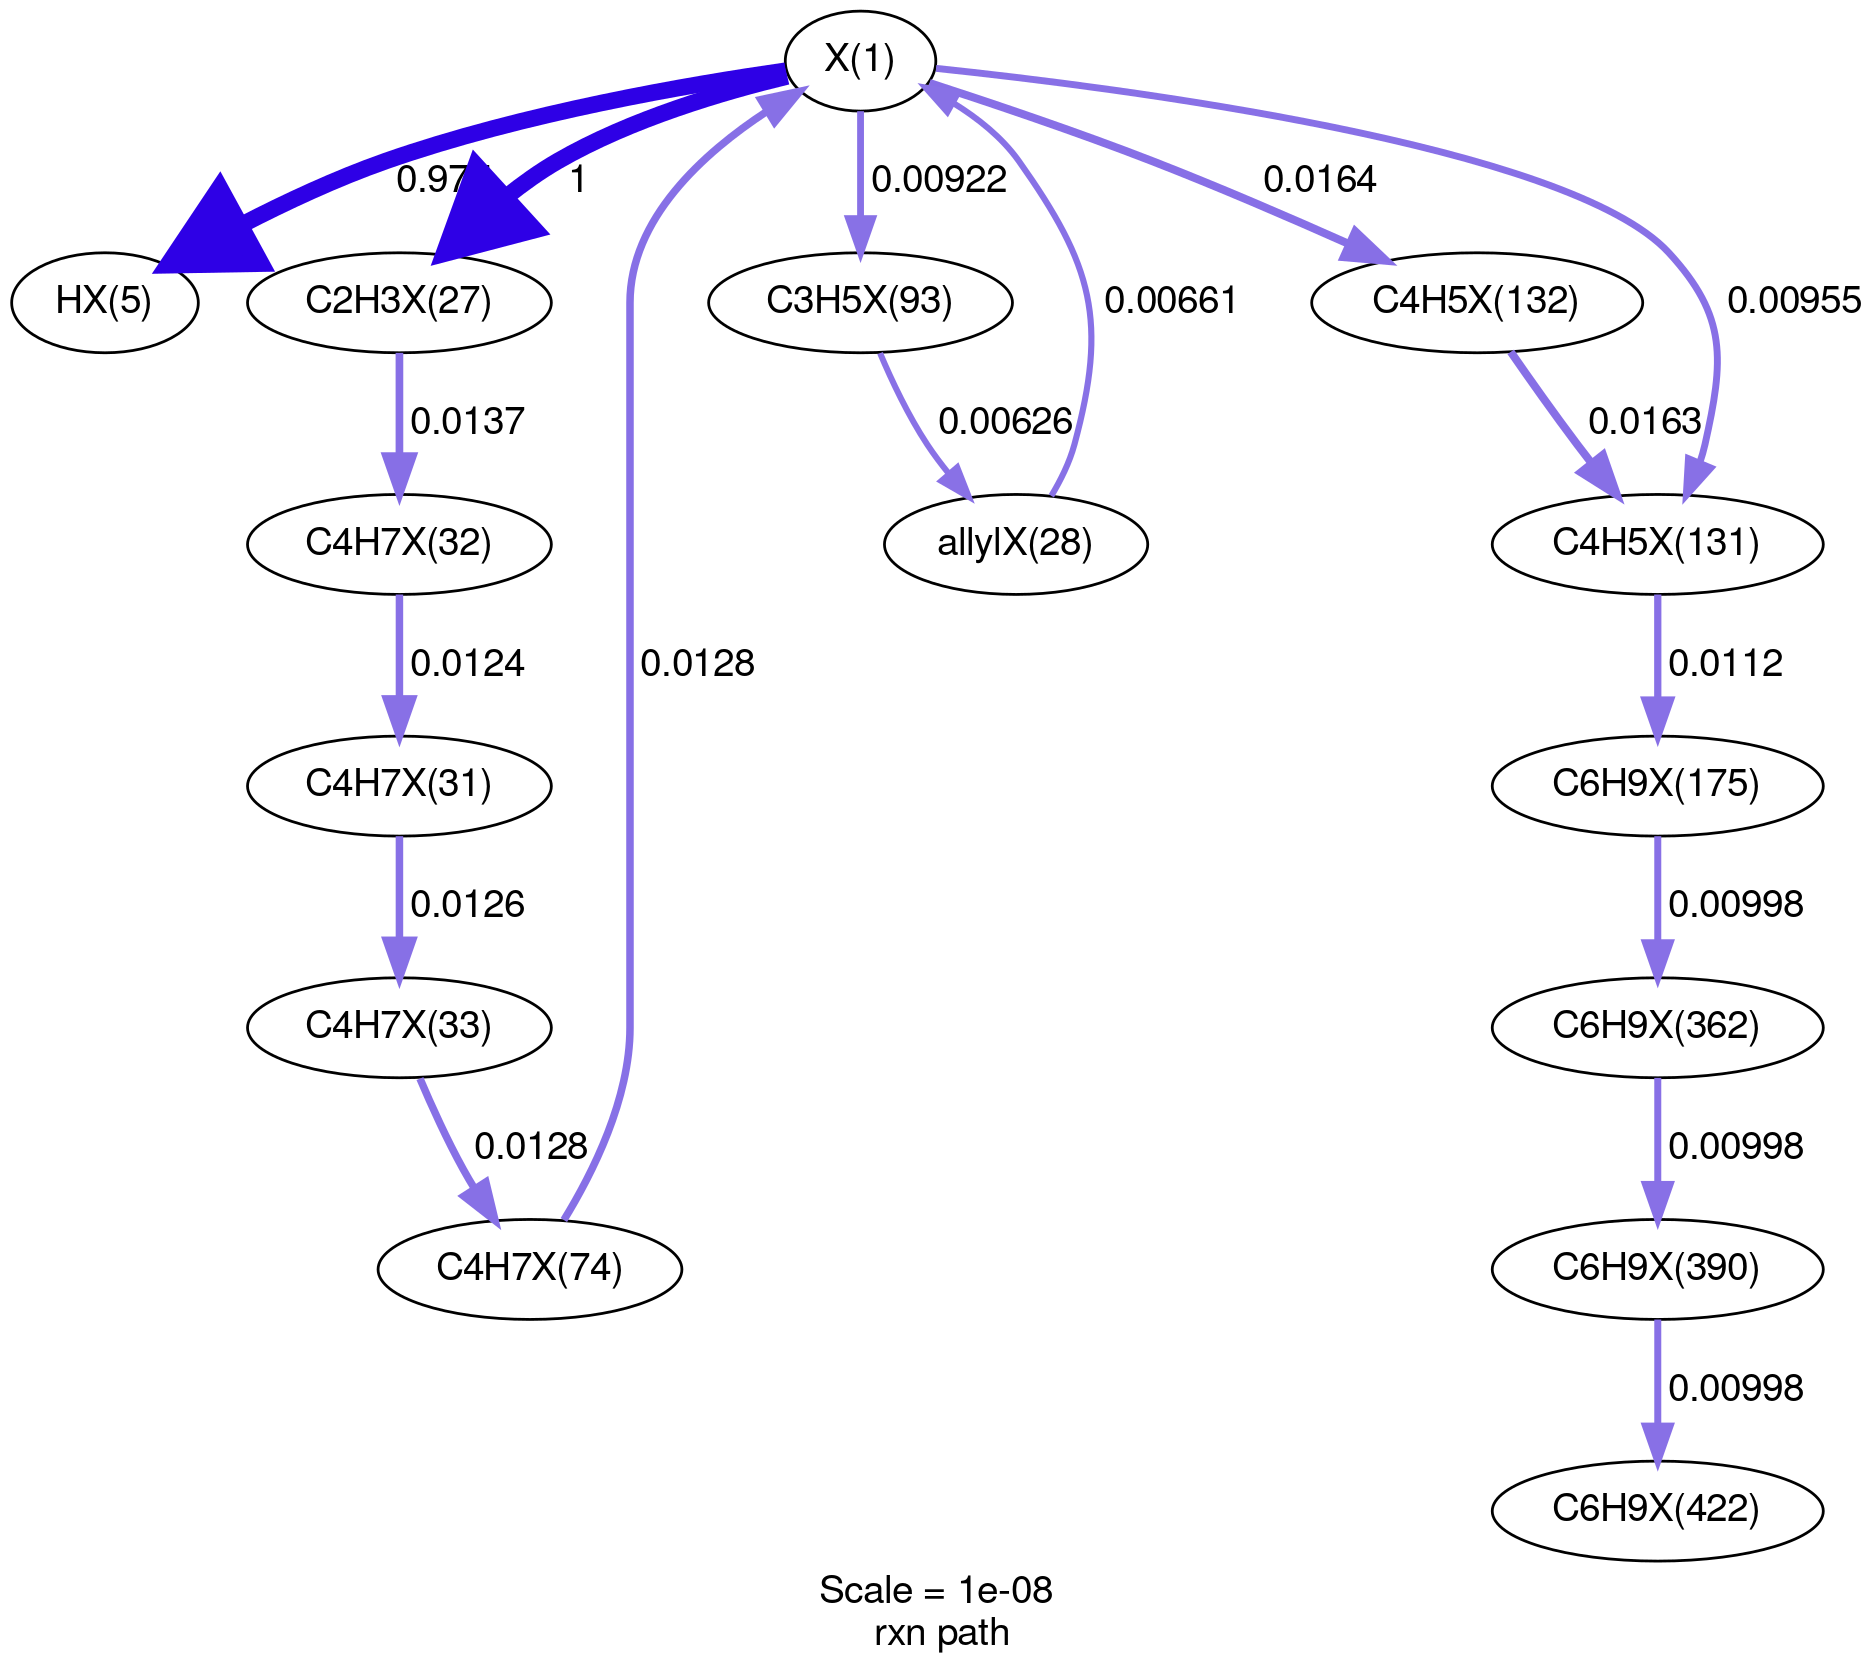 X(1)
0.97
1
0.00922
0.0164
HX(5)
C2H3X(27)
C3H5X(93)
0.00661
C4H5X(132)
0.00955
0.0137
0.00626
0.0163
C4H7X(32)
allylX(28)
C4H5X(131)
0.0124
0.0128
0.0112
C4H7X(31)
C6H9X(175)
0.0126
0.00998
C4H7X(33)
C6H9X(362)
0.0128
0.00998
C4H7X(74)
C6H9X(390)
0.00998
C6H9X(422)
Scale = 1e-08
rxn path